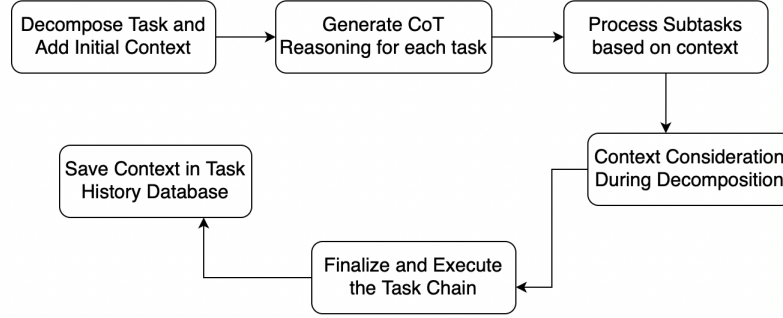 Decompose Task and
Add Initial Context
Generate CoT
Reasoning for each task
Process Subtasks
based on context
Context Consideration
During Decomposition
Finalize and Execute
the Task Chain
Save Context in Task
History Database